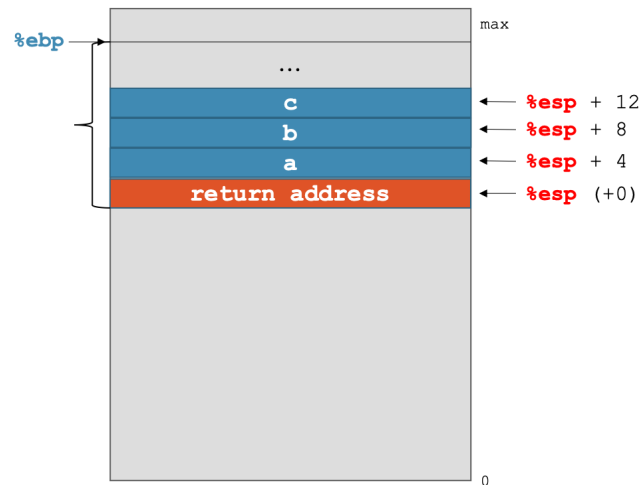 max
%ebp
...
c
%esp + 12
b
%esp + 8
a
%esp + 4
return address
%esp (+0)
0